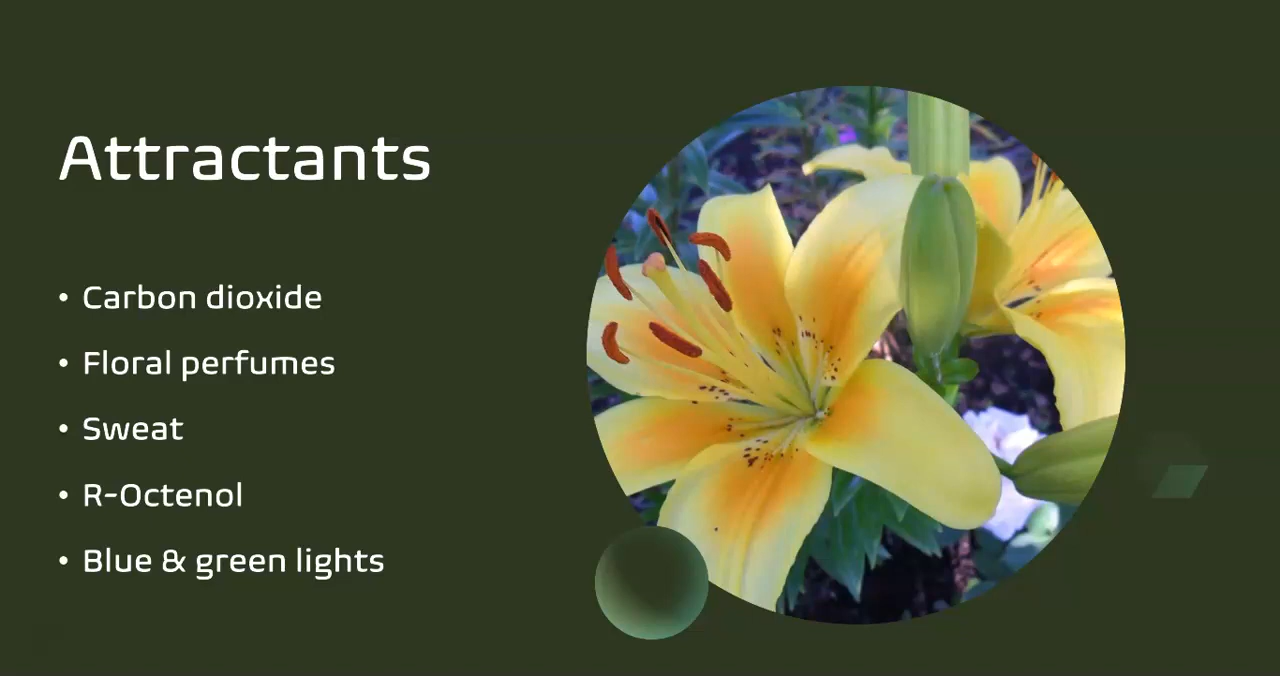 Attractants
• Carbon dioxide
• Floral perfumes
• Sweat
• R-Octenol
• Blue & green lights